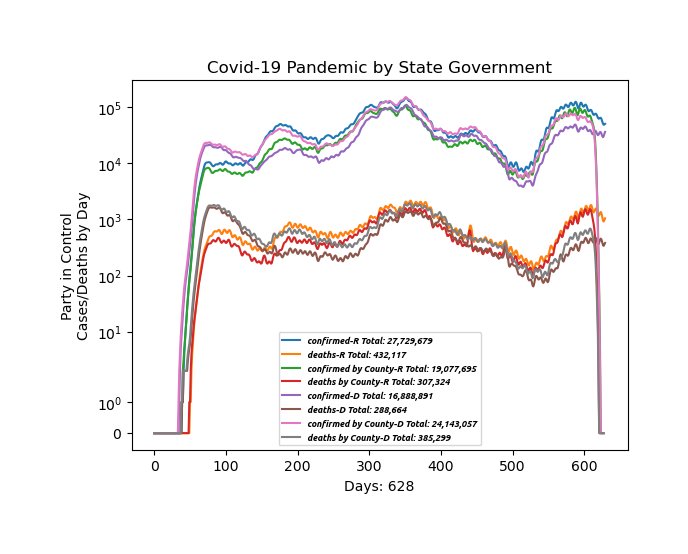 Covid-19 Pandemic by State Government
Party in Control
Cases/Deaths by Day
10^5
10^4
10^3
10^2
10^1
10^0
0
confirmed-R Total: 27,729,679
deaths-R Total: 432,117
confirmed by County-R Total: 19,077,695
deaths by County-R Total: 307,324
confirmed-D Total: 16,888,891
deaths-D Total: 288,664
confirmed by County-D Total: 24,143,057
deaths by County-D Total: 385,299
0 100 200 300 400 500 600
Days: 628